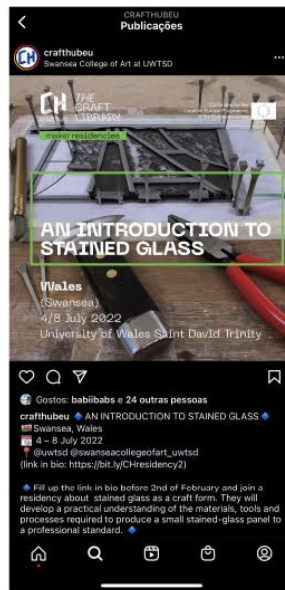 CRAFTHUBEU
Publicações
crafthubeu
Swansea College of Art at UWTSD
CH THE
CRAFT
LIBRARY
maker residencies
AN INTRODUCTION TO
STAINED GLASS
Wales
(Swansea)
4/8 July 2022
University of Wales Saint David Trinity
Gostos: babiibabs e 24 outras pessoas
crafthubeu 🔷 AN INTRODUCTION TO STAINED GLASS 🔷
Swansea, Wales
4 – 8 July 2022
📍 @uwtsd @swanseacollegeofart_uwtsd
(link in bio: https://bit.ly/CHresidency2)
🔷 Fill up the link in bio before 2nd of February and join a
residency about stained glass as a craft form. They will
develop a practical understanding of the materials, tools and
processes required to produce a small stained-glass panel to
a professional standard. 🔷